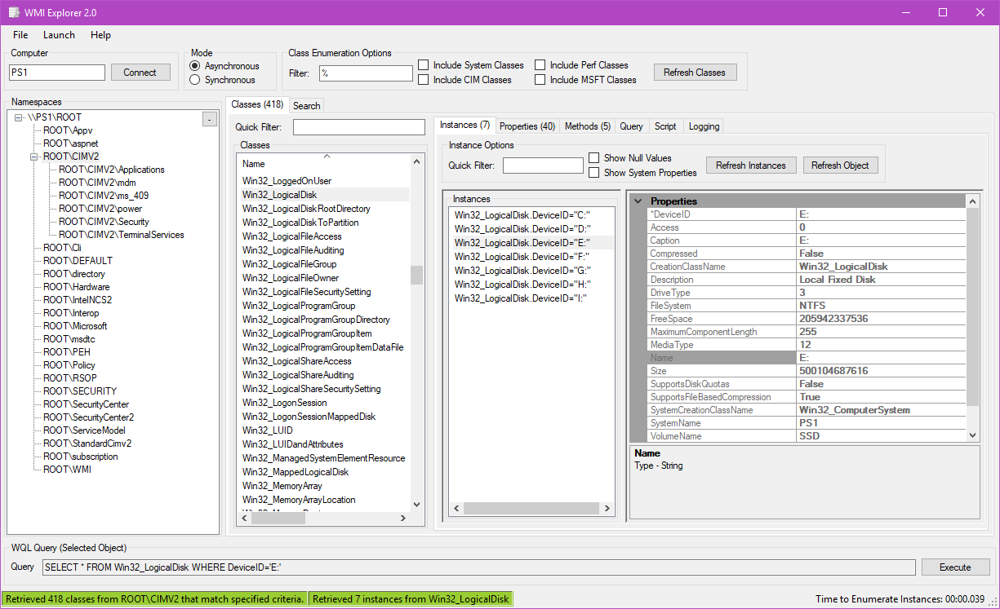 WMI Explorer 2.0
File Launch Help
Computer
PS1
Connect
Mode
Asynchronous
Synchronous
Class Enumeration Options
Filter: %
Include System Classes
Include Perf Classes
Include CIM Classes
Include MSFT Classes
Refresh Classes
Namespaces
-
\\PS1\ROOT
ROOT\Appv
ROOT\aspnet
ROOT\CIMV2
ROOT\CIMV2\Applications
ROOT\CIMV2\mdm
ROOT\CIMV2\ms_409
ROOT\CIMV2\power
ROOT\CIMV2\Security
ROOT\CIMV2\TerminalServices
ROOT\Cli
ROOT\DEFAULT
ROOT\directory
ROOT\Hardware
ROOT\IntelNCS2
ROOT\Interop
ROOT\Microsoft
ROOT\msdtc
ROOT\PEH
ROOT\Policy
ROOT\RSOP
ROOT\SECURITY
ROOT\SecurityCenter
ROOT\SecurityCenter2
ROOT\ServiceModel
ROOT\StandardCimv2
ROOT\subscription
ROOT\WMI
Classes (418) Search
Quick Filter:
Classes
Name
Win32_LoggedOnUser
Win32_LogicalDisk
Win32_LogicalDiskRootDirectory
Win32_LogicalDiskToPartition
Win32_LogicalFileAccess
Win32_LogicalFileAuditing
Win32_LogicalFileGroup
Win32_LogicalFileOwner
Win32_LogicalFileSecuritySetting
Win32_LogicalProgramGroup
Win32_LogicalProgramGroupDirectory
Win32_LogicalProgramGroupItem
Win32_LogicalProgramGroupItemDataFile
Win32_LogicalShareAccess
Win32_LogicalShareAuditing
Win32_LogicalShareSecuritySetting
Win32_LogonSession
Win32_LogonSessionMappedDisk
Win32_LUID
Win32_LUIDandAttributes
Win32_ManagedSystemElementResource
Win32_MappedLogicalDisk
Win32_MemoryArray
Win32_MemoryArrayLocation
Instances (7) Properties (40) Methods (5) Query Script Logging
Instance Options
Quick Filter:
Show Null Values
Show System Properties
Refresh Instances
Refresh Object
Instances
Win32_LogicalDisk.DeviceID="C:"
Win32_LogicalDisk.DeviceID="D:"
Win32_LogicalDisk.DeviceID="E:"
Win32_LogicalDisk.DeviceID="F:"
Win32_LogicalDisk.DeviceID="G:"
Win32_LogicalDisk.DeviceID="H:"
Win32_LogicalDisk.DeviceID="I:"
Properties
*DeviceID E:
Access 0
Caption E:
Compressed False
CreationClassName Win32_LogicalDisk
Description Local Fixed Disk
DriveType 3
FileSystem NTFS
FreeSpace 205942337536
MaximumComponentLength 255
MediaType 12
Name E:
Size 500104687616
SupportsDiskQuotas False
SupportsFileBasedCompression True
SystemCreationClassName Win32_ComputerSystem
SystemName PS1
VolumeName SSD
Name
Type - String
WQL Query (Selected Object)
Query SELECT * FROM Win32_LogicalDisk WHERE DeviceID='E:'
Execute
Retrieved 418 classes from ROOT\CIMV2 that match specified criteria. Retrieved 7 instances from Win32_LogicalDisk
Time to Enumerate Instances: 00:00.039